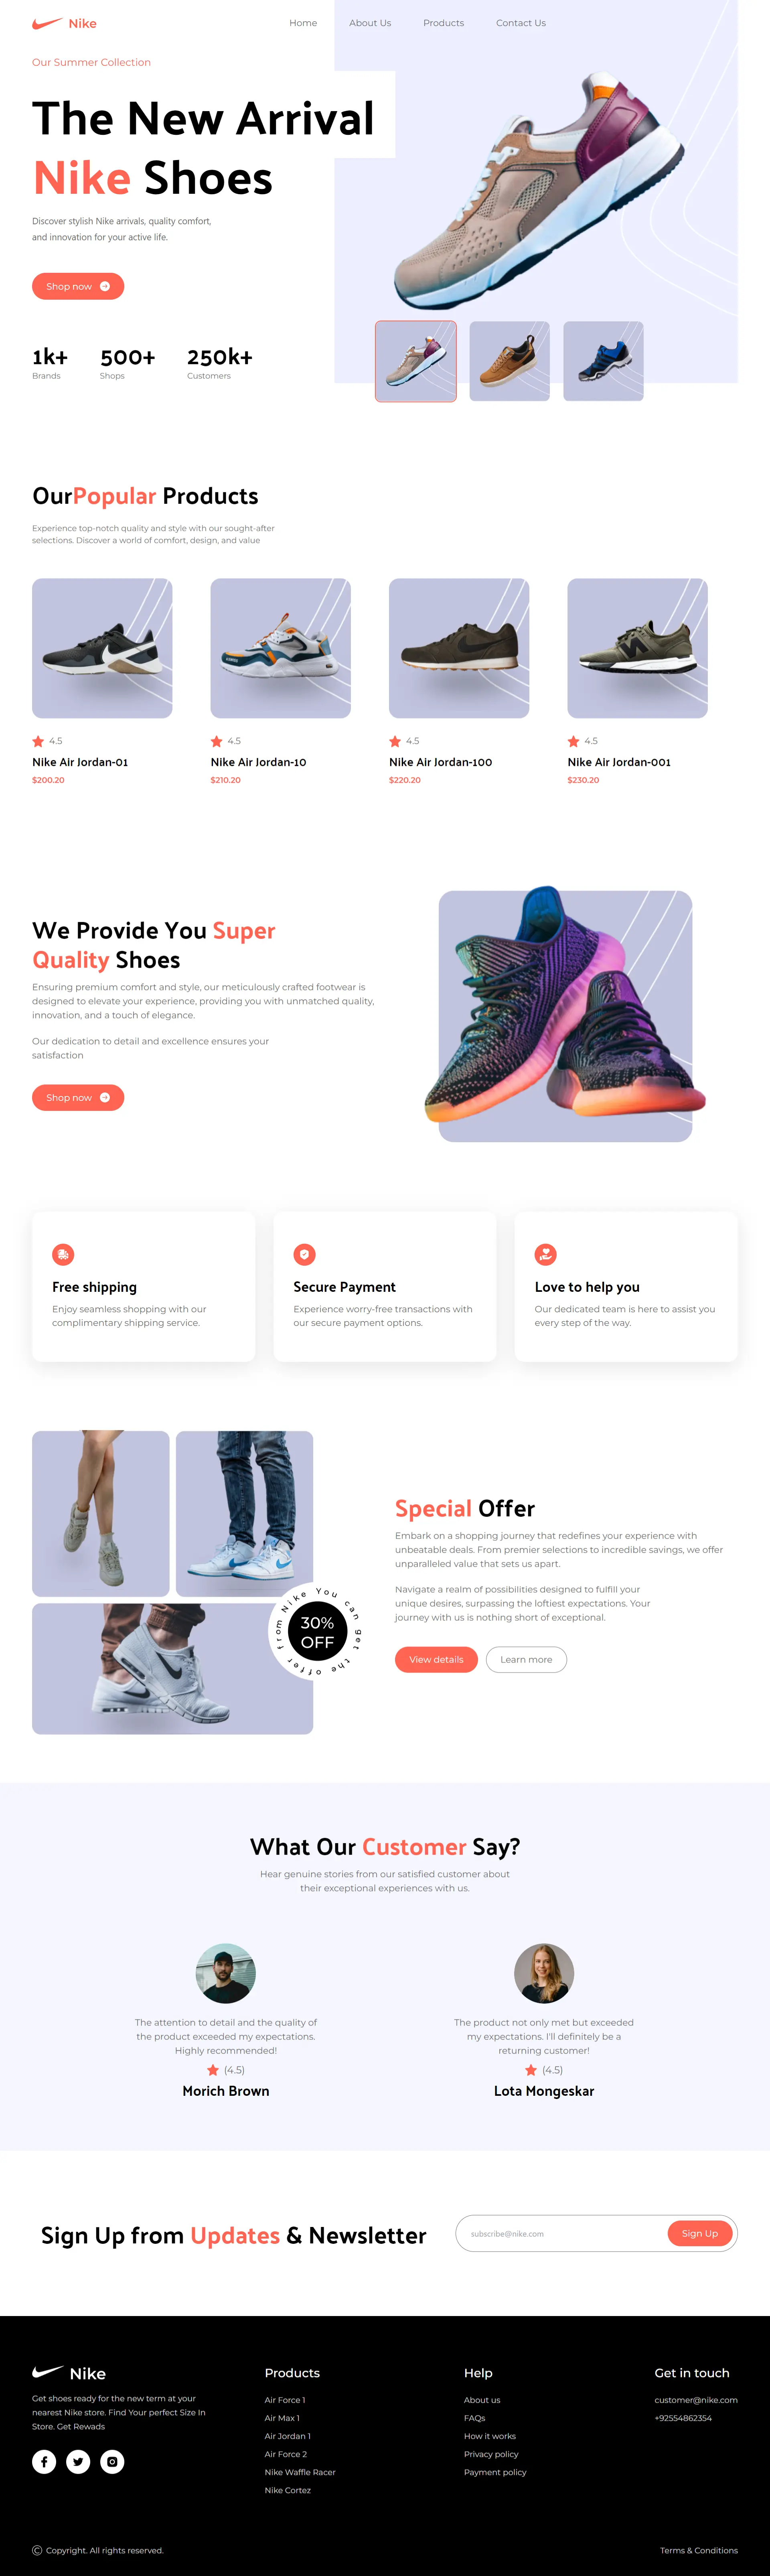 Nike
Home
About Us
Products
Contact Us
Our Summer Collection
The New Arrival
Nike Shoes
Discover stylish Nike arrivals, quality comfort,
and innovation for your active life.
Shop now
1k+
Brands
500+
Shops
250k+
Customers
OurPopular Products
Experience top-notch quality and style with our sought-after
selections. Discover a world of comfort, design, and value
4.5
Nike Air Jordan-01
$200.20
4.5
Nike Air Jordan-10
$210.20
4.5
Nike Air Jordan-100
$220.20
4.5
Nike Air Jordan-001
$230.20
We Provide You Super
Quality Shoes
Ensuring premium comfort and style, our meticulously crafted footwear is
designed to elevate your experience, providing you with unmatched quality,
innovation, and a touch of elegance.
Our dedication to detail and excellence ensures your
satisfaction
Shop now
Free shipping
Enjoy seamless shopping with our
complimentary shipping service.
Secure Payment
Experience worry-free transactions with
our secure payment options.
Love to help you
Our dedicated team is here to assist you
every step of the way.
You can get the offer from Nike
30%
OFF
Special Offer
Embark on a shopping journey that redefines your experience with
unbeatable deals. From premier selections to incredible savings, we offer
unparalleled value that sets us apart.
Navigate a realm of possibilities designed to fulfill your
unique desires, surpassing the loftiest expectations. Your
journey with us is nothing short of exceptional.
View details
Learn more
What Our Customer Say?
Hear genuine stories from our satisfied customer about
their exceptional experiences with us.
The attention to detail and the quality of
the product exceeded my expectations.
Highly recommended!
(4.5)
Morich Brown
The product not only met but exceeded
my expectations. I'll definitely be a
returning customer!
(4.5)
Lota Mongeskar
Sign Up from Updates & Newsletter
subscribe@nike.com
Sign Up
Nike
Get shoes ready for the new term at your
nearest Nike store. Find Your perfect Size In
Store. Get Rewads
Products
Air Force 1
Air Max 1
Air Jordan 1
Air Force 2
Nike Waffle Racer
Nike Cortez
Help
About us
FAQs
How it works
Privacy policy
Payment policy
Get in touch
customer@nike.com
+92554862354
© Copyright. All rights reserved.
Terms & Conditions